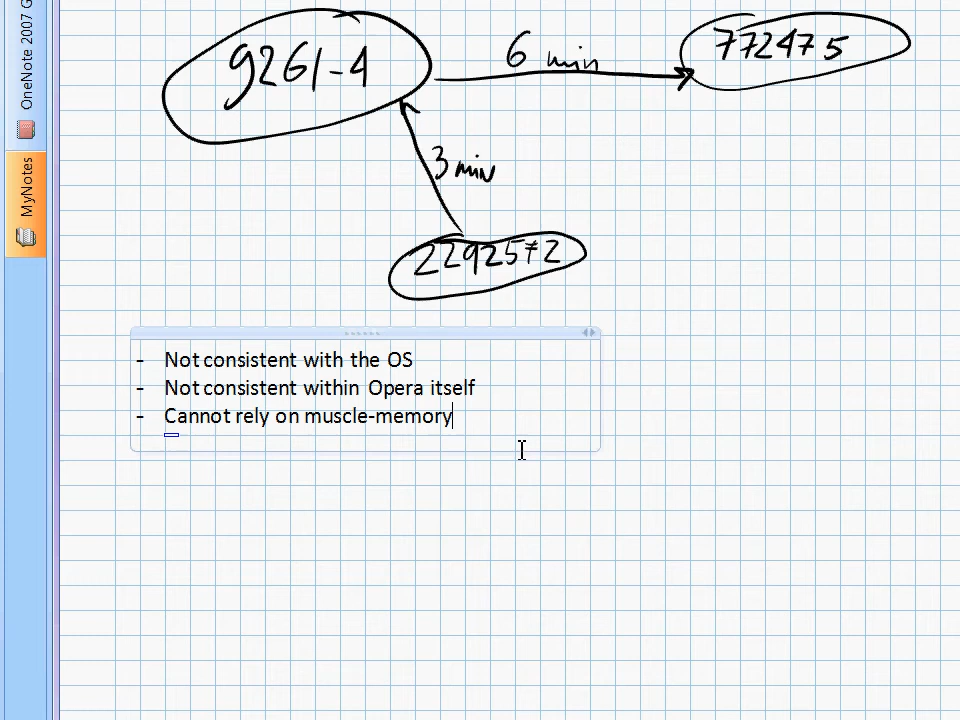 9261-4
6 min
772475
3 min
OneNote 2007 G
MyNotes
- Not consistent with the OS
- Not consistent within Opera itself
- Cannot rely on muscle-memory